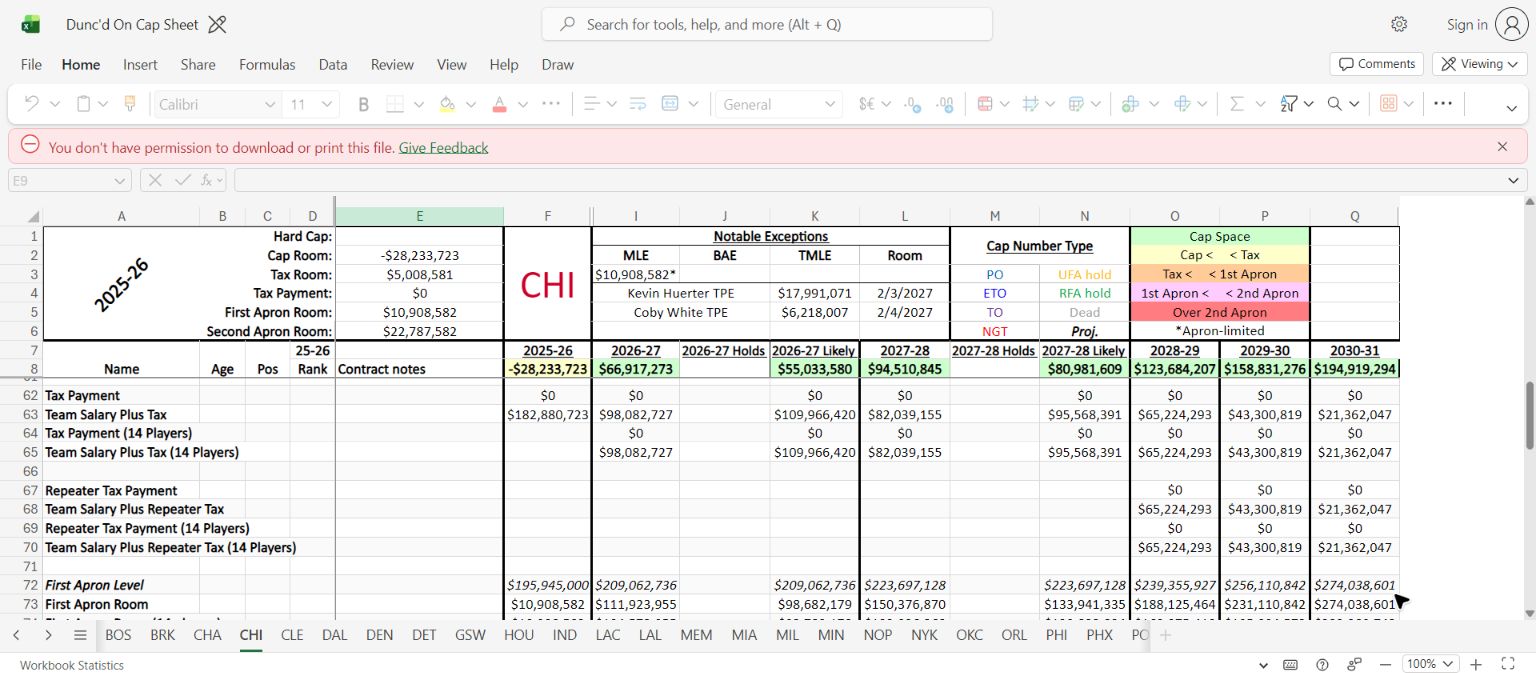 Dunc'd On Cap Sheet
Search for tools, help, and more (Alt + Q)
Sign in
File Home Insert Share Formulas Data Review View Help Draw
Comments Viewing
Calibri 11 B General $€
You don't have permission to download or print this file. Give Feedback
E9 fx
A B C D E F I J K L M N O P Q
1 Hard Cap: Notable Exceptions Cap Number Type Cap Space
2 2025-26 Cap Room: -$28,233,723 CHI MLE BAE TMLE Room Cap < < Tax
3 Tax Room: $5,008,581 $10,908,582* PO UFA hold Tax < < 1st Apron
4 Tax Payment: $0 Kevin Huerter TPE $17,991,071 2/3/2027 ETO RFA hold 1st Apron < < 2nd Apron
5 First Apron Room: $10,908,582 Coby White TPE $6,218,007 2/4/2027 TO Dead Over 2nd Apron
6 Second Apron Room: $22,787,582 NGT Proj. *Apron-limited
7 25-26 2025-26 2026-27 2026-27 Holds 2026-27 Likely 2027-28 2027-28 Holds 2027-28 Likely 2028-29 2029-30 2030-31
8 Name Age Pos Rank Contract notes -$28,233,723 $66,917,273 $55,033,580 $94,510,845 $80,981,609 $123,684,207 $158,831,276 $194,919,294
62 Tax Payment $0 $0 $0 $0 $0 $0 $0 $0
63 Team Salary Plus Tax $182,880,723 $98,082,727 $109,966,420 $82,039,155 $95,568,391 $65,224,293 $43,300,819 $21,362,047
64 Tax Payment (14 Players) $0 $0 $0 $0 $0 $0 $0
65 Team Salary Plus Tax (14 Players) $98,082,727 $109,966,420 $82,039,155 $95,568,391 $65,224,293 $43,300,819 $21,362,047
66
67 Repeater Tax Payment $0 $0 $0
68 Team Salary Plus Repeater Tax $65,224,293 $43,300,819 $21,362,047
69 Repeater Tax Payment (14 Players) $0 $0 $0
70 Team Salary Plus Repeater Tax (14 Players) $65,224,293 $43,300,819 $21,362,047
71
72 First Apron Level $195,945,000 $209,062,736 $209,062,736 $223,697,128 $223,697,128 $239,355,927 $256,110,842 $274,038,601
73 First Apron Room $10,908,582 $111,923,955 $98,682,179 $150,376,870 $133,941,335 $188,125,464 $231,110,842 $274,038,601
BOS BRK CHA CHI CLE DAL DEN DET GSW HOU IND LAC LAL MEM MIA MIL MIN NOP NYK OKC ORL PHI PHX PO
Workbook Statistics 100%